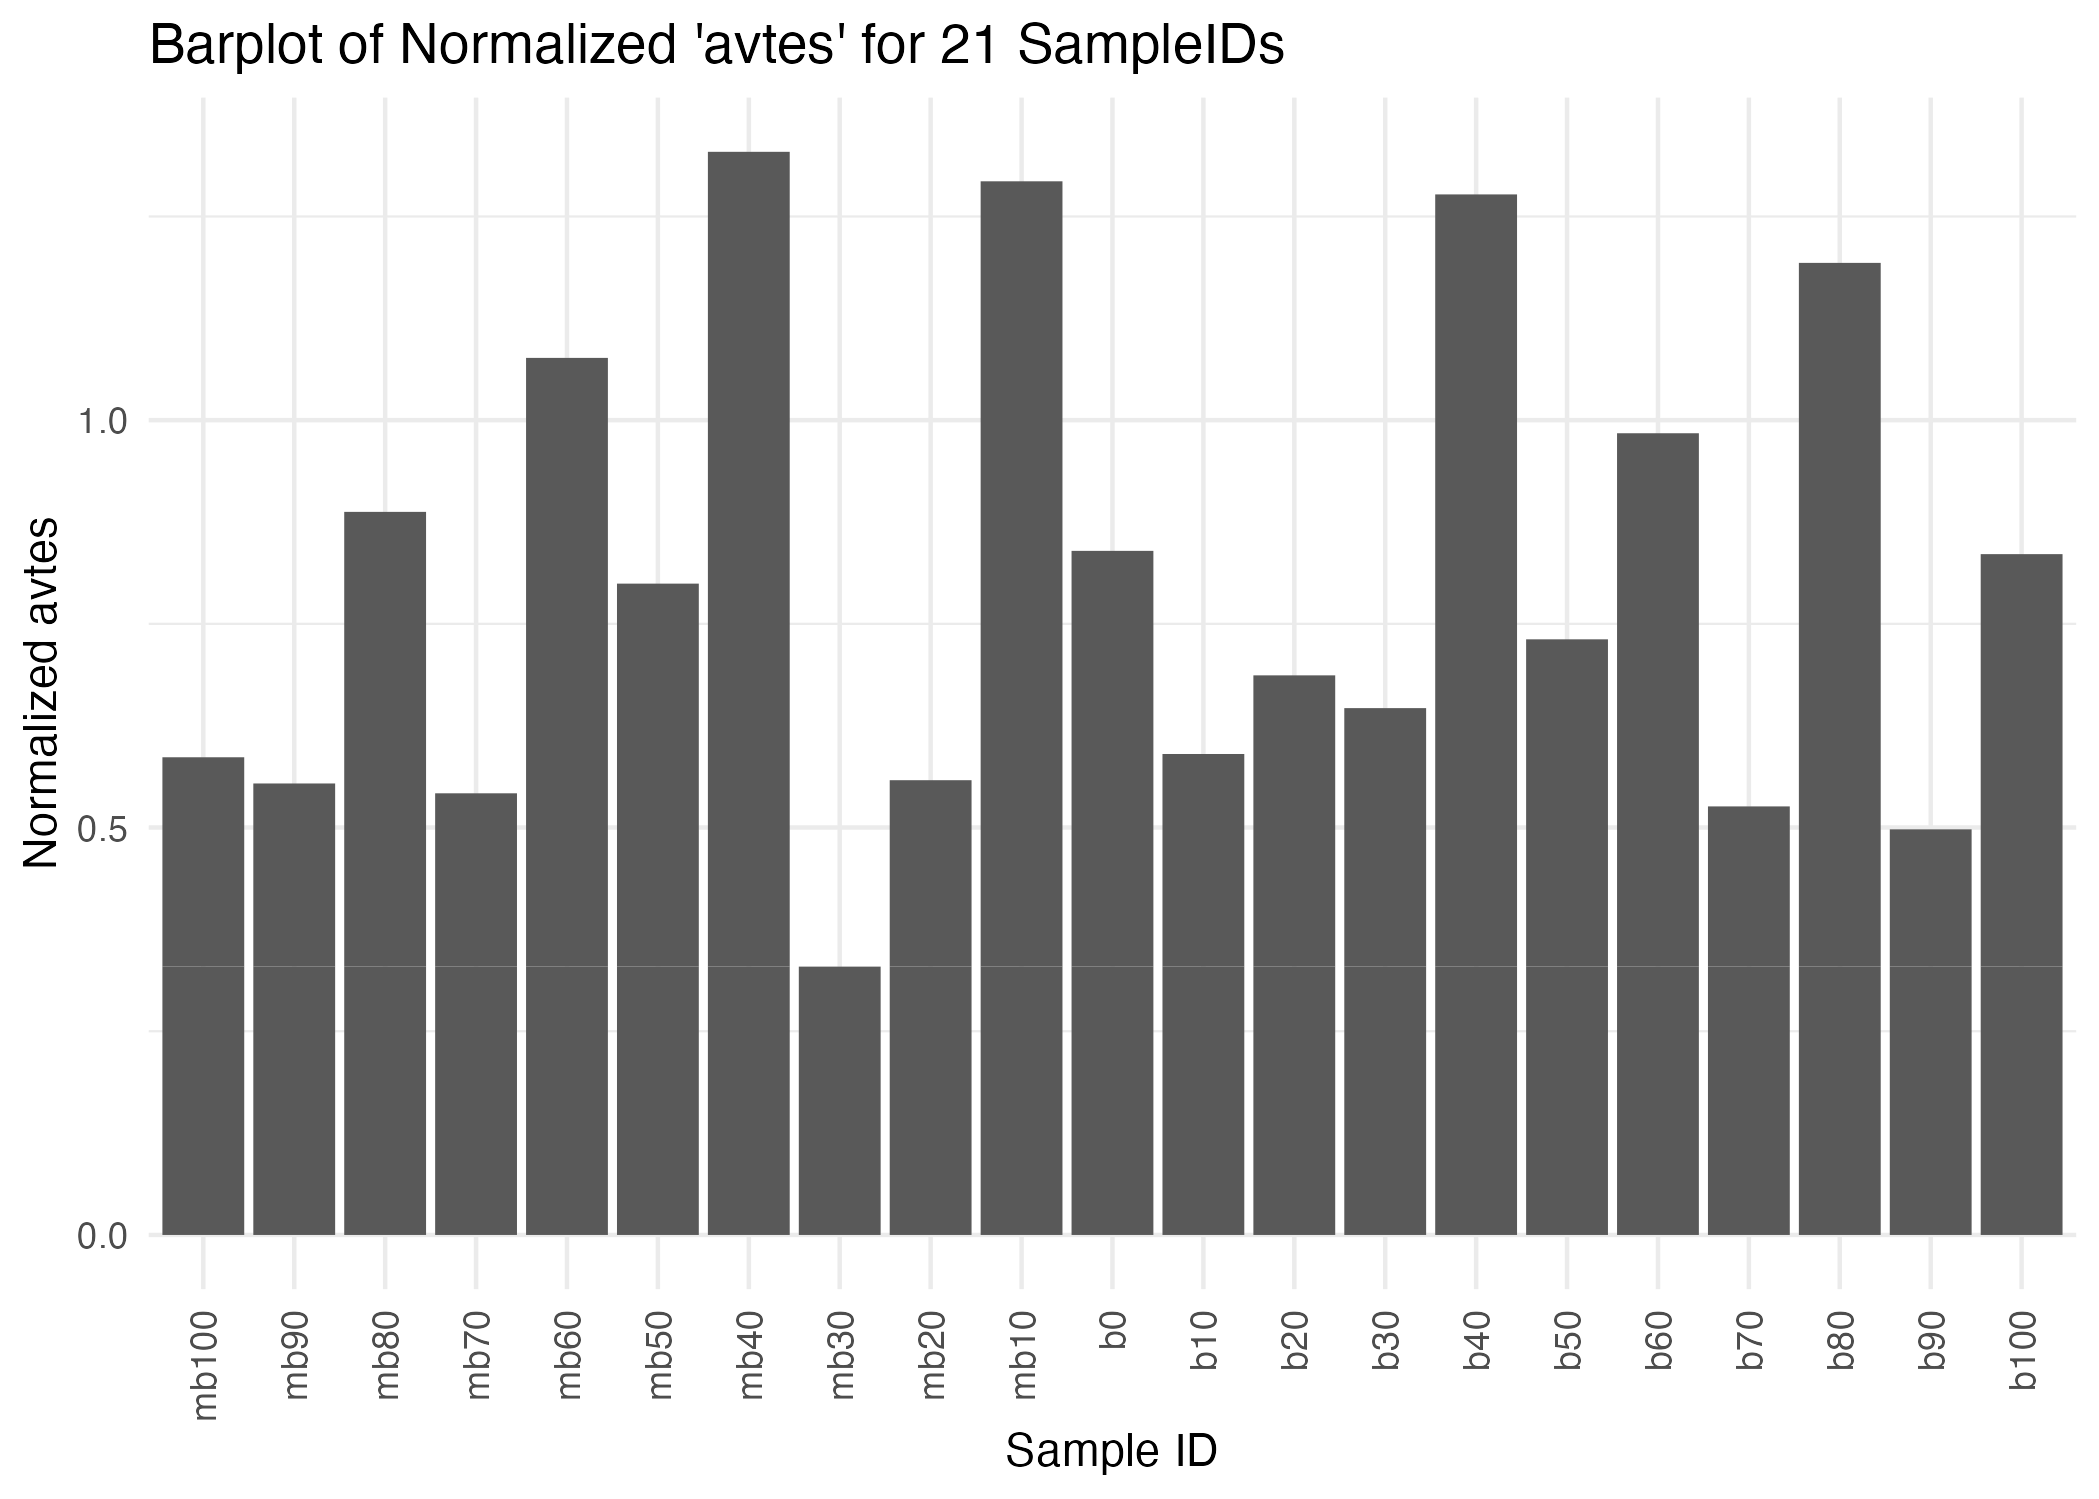 Barplot of Normalized 'avtes' for 21 SampleIDs
Normalized avtes
1.0
0.5
0.0
mb100
mb90
mb80
mb70
mb60
mb50
mb40
mb30
mb20
mb10
b0
b10
b20
b30
b40
b50
b60
b70
b80
b90
b100
Sample ID